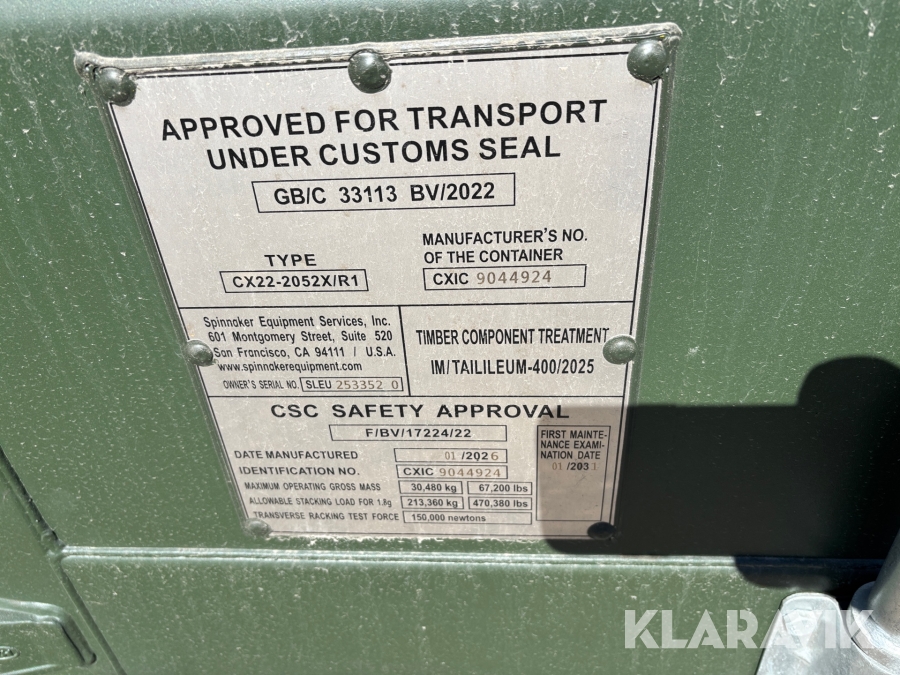 APPROVED FOR TRANSPORT
UNDER CUSTOMS SEAL
GB/C 33113 BV/2022
TYPE
CX22-2052X/R1
MANUFACTURER'S NO.
OF THE CONTAINER
CXIC 9044924
Spinnaker Equipment Services, Inc.
601 Montgomery Street, Suite 520
San Francisco, CA 94111 / U.S.A.
www.spinnakerequipment.com
OWNER'S SERIAL NO. SLEU 253352 0
TIMBER COMPONENT TREATMENT
IM/TAILILEUM-400/2025
CSC SAFETY APPROVAL
F/BV/17224/22
DATE MANUFACTURED 01/2026
IDENTIFICATION NO. CXIC 9044924
MAXIMUM OPERATING GROSS MASS 30,480 kg 67,200 lbs
ALLOWABLE STACKING LOAD FOR 1.8g 213,360 kg 470,380 lbs
TRANSVERSE RACKING TEST FORCE 150,000 newtons
FIRST MAINTE-
NANCE EXAMI-
NATION DATE
01/2031
KLARAVIK